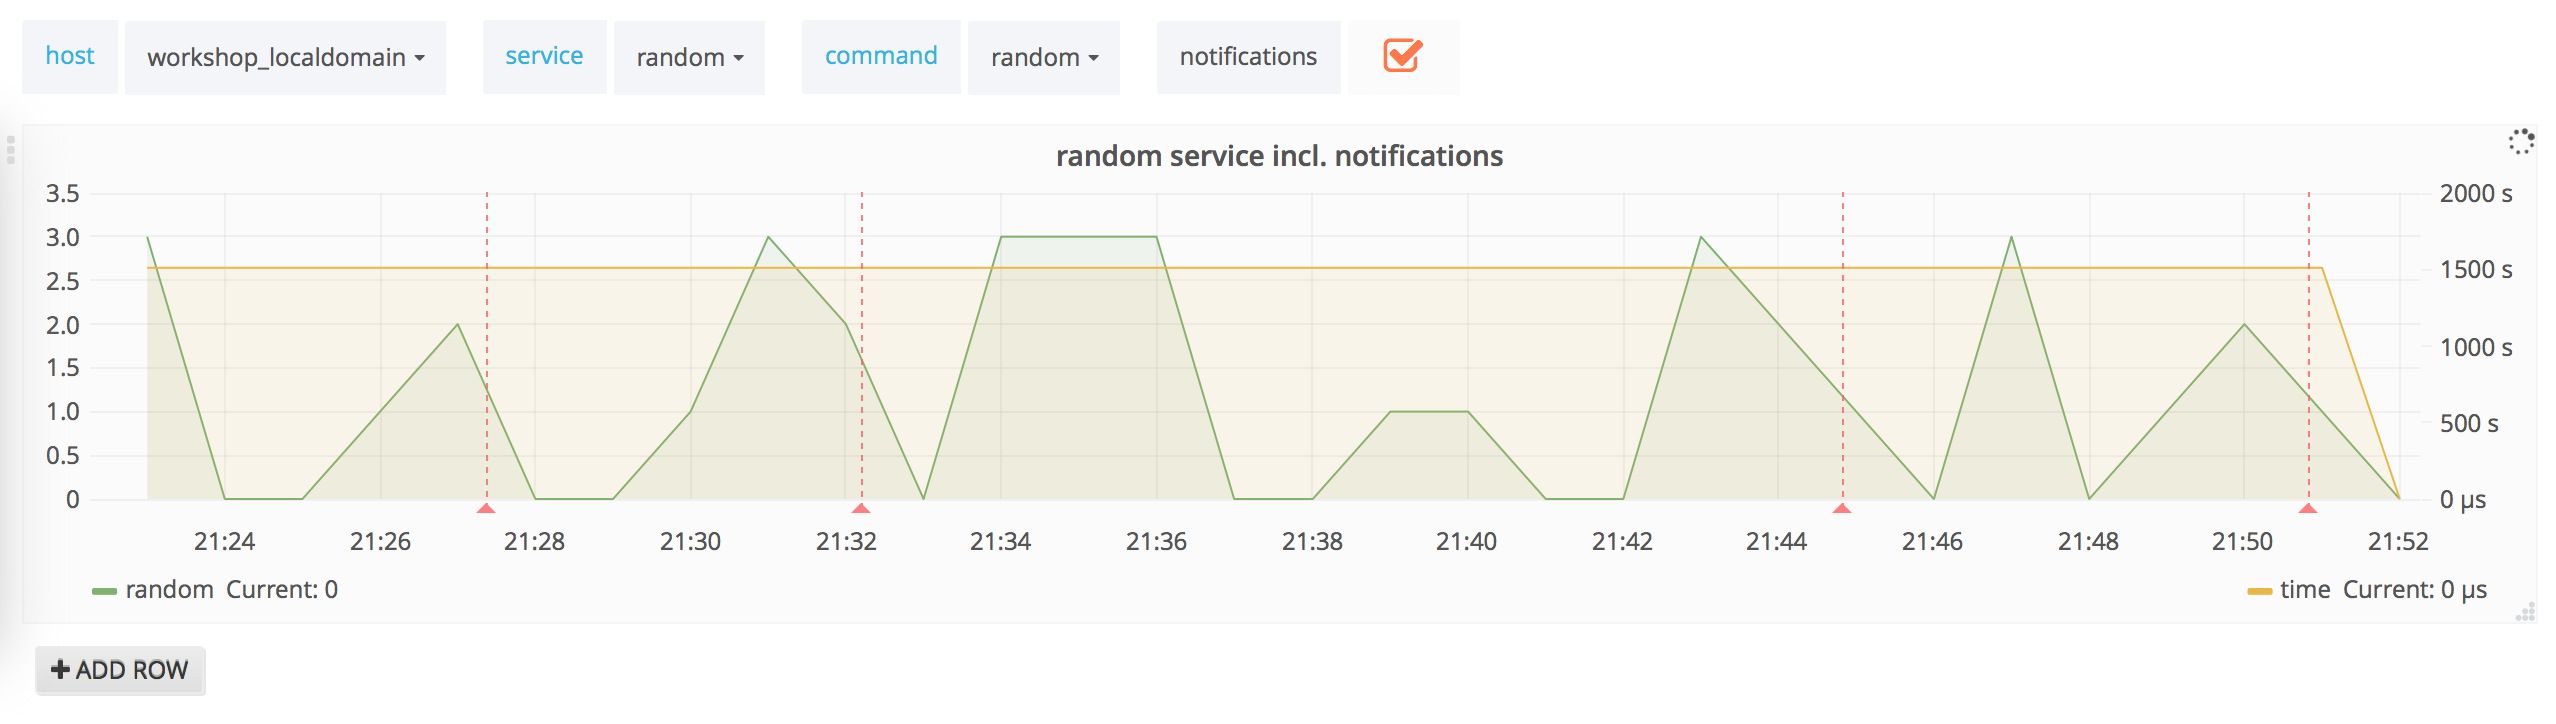 host workshop_localdomain service random command random notifications
random service incl. notifications
3.5 2000 s
3.0
2.5 1500 s
2.0
1.5 1000 s
1.0
0.5 500 s
0 0 µs
21:24 21:26 21:28 21:30 21:32 21:34 21:36 21:38 21:40 21:42 21:44 21:46 21:48 21:50 21:52
random Current: 0 time Current: 0 µs
ADD ROW